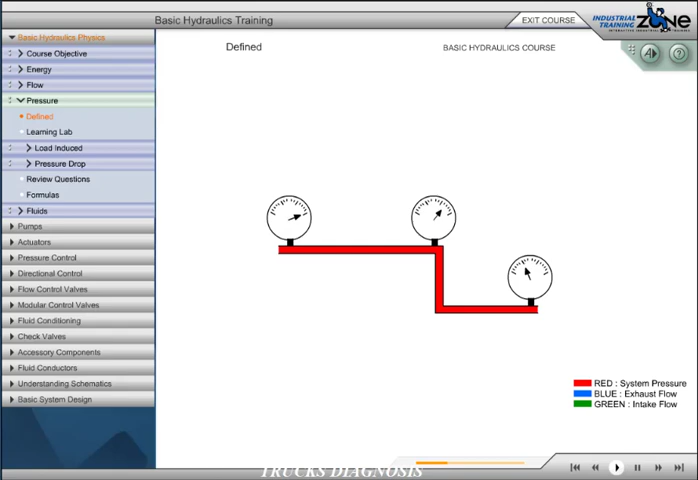 Basic Hydraulics Training
EXIT COURSE
INDUSTRIAL TRAINING ZONE
Basic Hydraulics Physics
Course Objective
Energy
Flow
Pressure
Defined
Learning Lab
Load Induced
Pressure Drop
Review Questions
Formulas
Fluids
Pumps
Actuators
Pressure Control
Directional Control
Flow Control Valves
Modular Control Valves
Fluid Conditioning
Check Valves
Accessory Components
Fluid Conductors
Understanding Schematics
Basic System Design
Defined
BASIC HYDRAULICS COURSE
A
?
RED : System Pressure
BLUE : Exhaust Flow
GREEN : Intake Flow
TRUCKS DIAGNOSIS